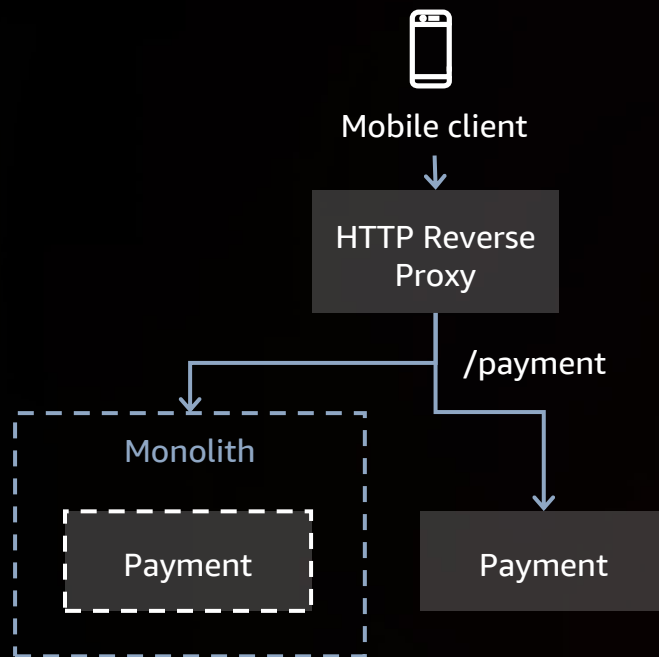 Mobile client
HTTP Reverse
Proxy
/payment
Monolith
Payment
Payment